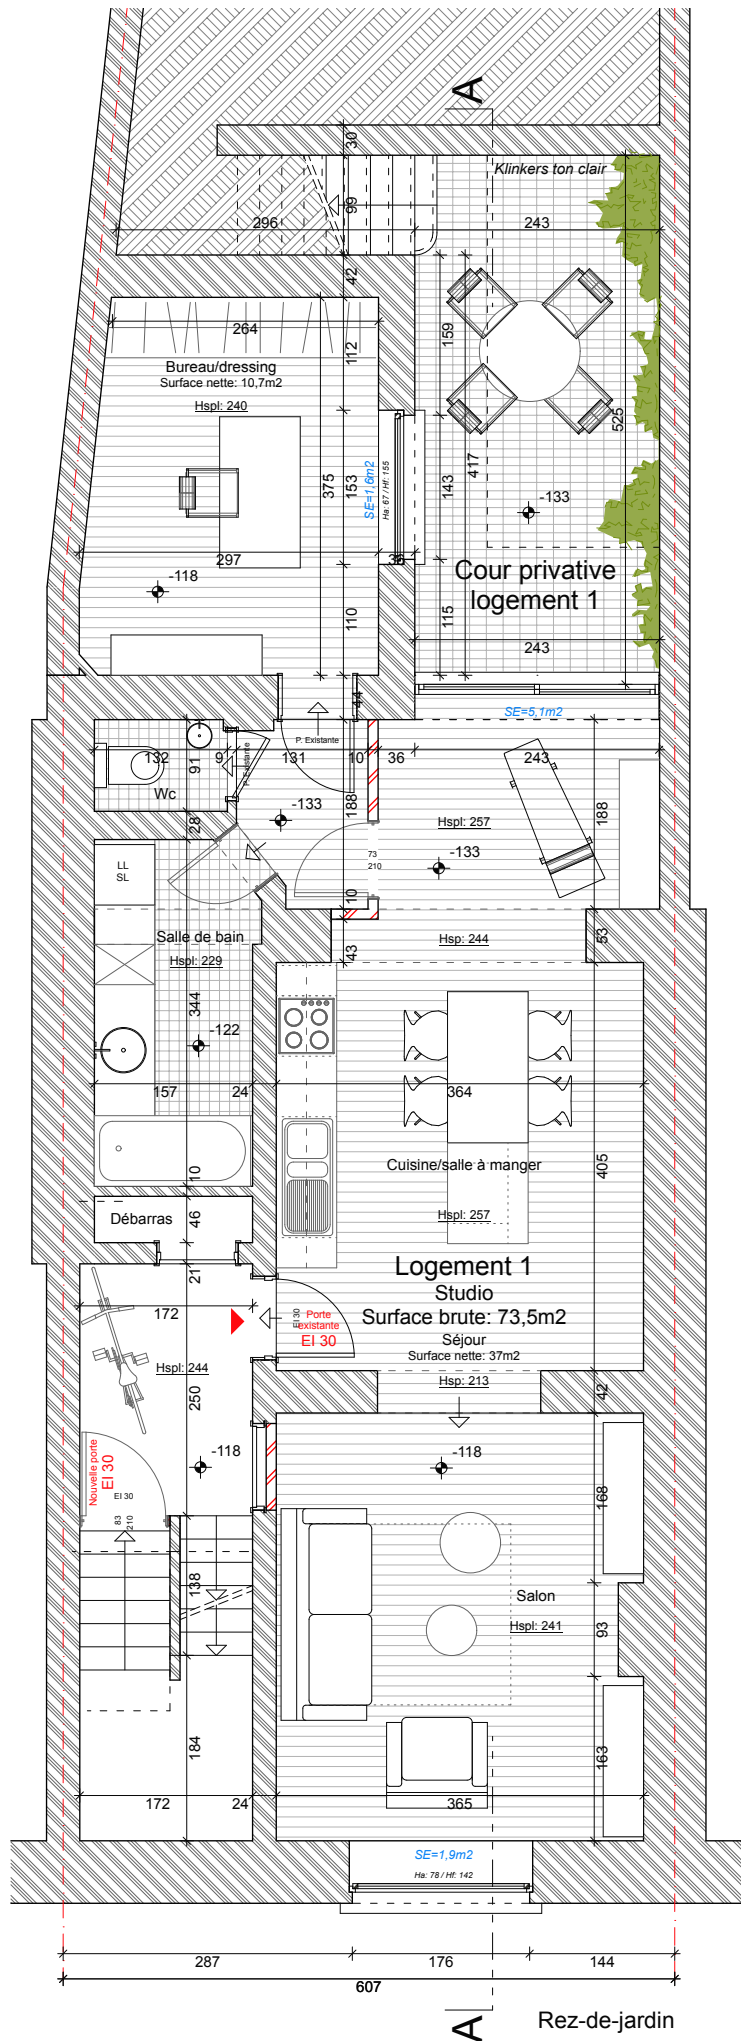 A
30
Klinkers ton clair
99
296
243
42
159
264
112
Bureau/dressing
Surface nette: 10,7m2
Hspl: 240
525
417
375
153
143
SE=1,6m2
Ha: 67 / Hf: 155
-133
297
36
-118
Cour privative
logement 1
110
115
243
44
SE=5,1m2
P. Existante
P. Existante
132
9
131
10
36
243
91
Wc
-133
188
188
Hspl: 257
28
73
210
-133
LL
SL
10
Salle de bain
Hspl: 229
Hsp: 244
43
53
344
-122
157
24
364
Cuisine/salle à manger
405
10
Débarras
46
Hspl: 257
21
Logement 1
Studio
Surface brute: 73,5m2
Séjour
Surface nette: 37m2
172
EI 30
Porte
existante
EI 30
Hspl: 244
Hsp: 213
250
42
-118
-118
Nouvelle porte
EI 30
EI 30
83
210
168
138
Salon
Hspl: 241
93
184
163
172
24
365
SE=1,9m2
Ha: 78 / Hf: 142
287
176
144
607
A
Rez-de-jardin